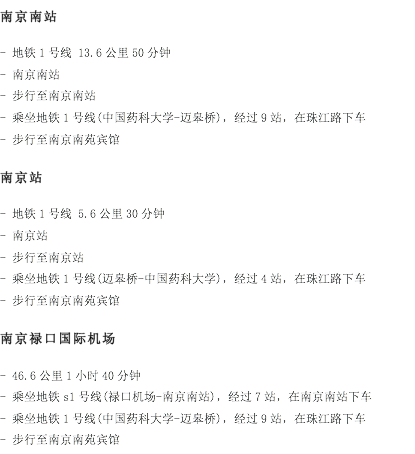 南京南站
- 地铁 1 号线 13.6 公里 50 分钟
- 南京南站
- 步行至南京南站
- 乘坐地铁 1 号线(中国药科大学-迈皋桥)，经过 9 站，在珠江路下车
- 步行至南京南苑宾馆
南京站
- 地铁 1 号线 5.6 公里 30 分钟
- 南京站
- 步行至南京站
- 乘坐地铁 1 号线(迈皋桥-中国药科大学)，经过 4 站，在珠江路下车
- 步行至南京南苑宾馆
南京禄口国际机场
- 46.6 公里 1 小时 40 分钟
- 乘坐地铁 s1 号线(禄口机场-南京南站)，经过 7 站，在南京南站下车
- 乘坐地铁 1 号线(中国药科大学-迈皋桥)，经过 9 站，在珠江路下车
- 步行至南京南苑宾馆